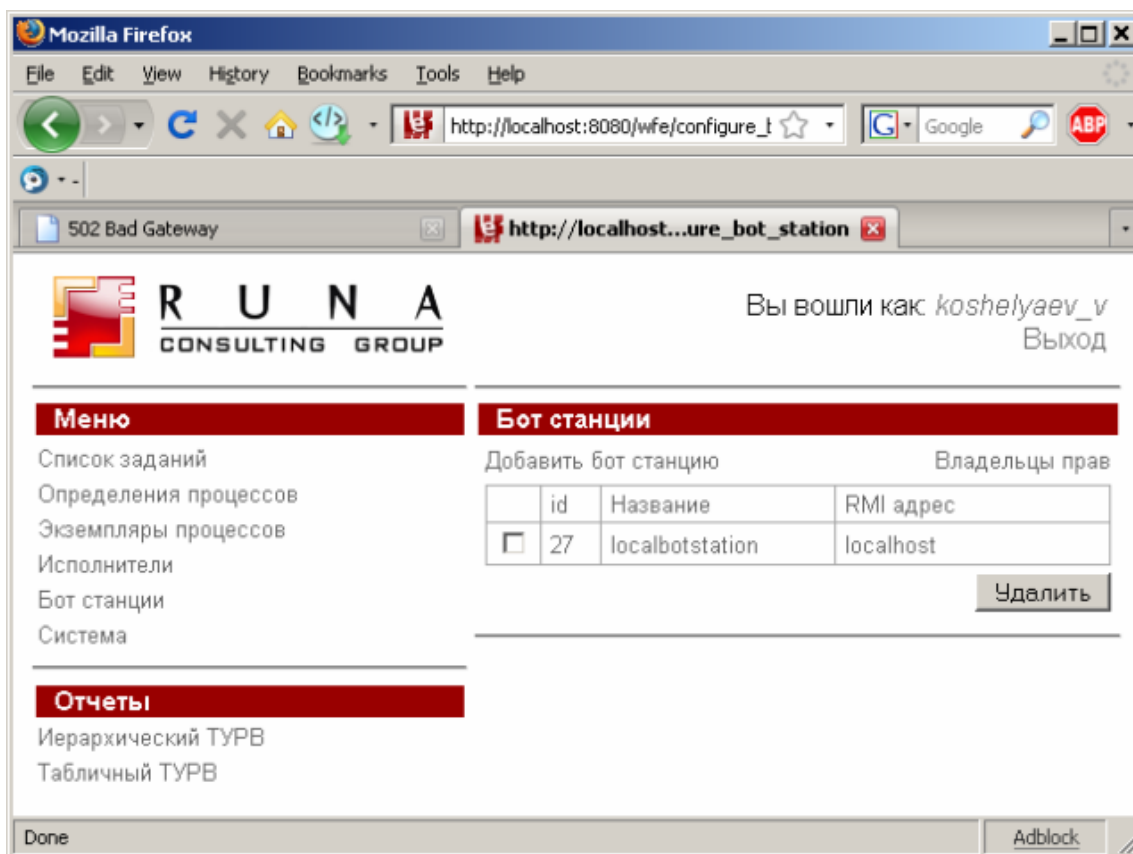 Mozilla Firefox
File Edit View History Bookmarks Tools Help
http://localhost:8080/wfe/configure_t Google ABP
502 Bad Gateway http://localhost...ure_bot_station
RUNA
CONSULTING GROUP
Вы вошли как: koshelyaev_v
Выход
Меню
Список заданий
Определения процессов
Экземпляры процессов
Исполнители
Бот станции
Система
Отчеты
Иерархический ТУРВ
Табличный ТУРВ
Бот станции
Добавить бот станцию Владельцы прав
id Название RMI адрес
27 localbotstation localhost
Удалить
Done Adblock